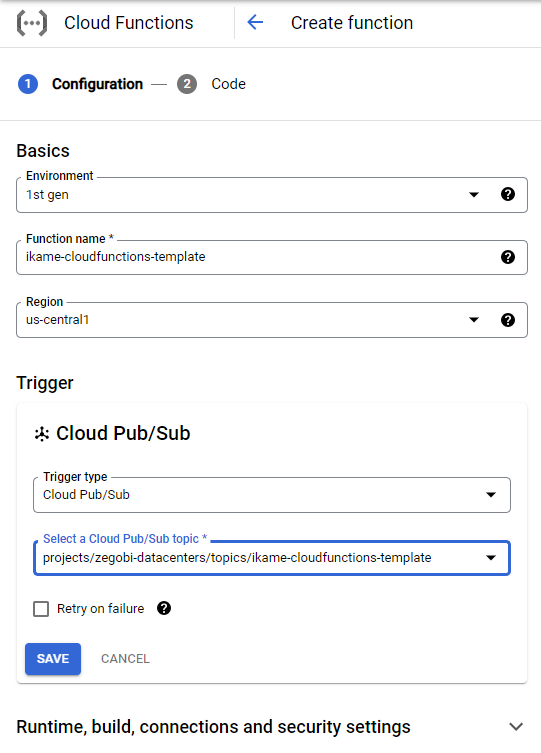 Cloud Functions
Create function
1 Configuration — 2 Code
Basics
Environment
1st gen
Function name *
ikame-cloudfunctions-template
Region
us-central1
Trigger
Cloud Pub/Sub
Trigger type
Cloud Pub/Sub
Select a Cloud Pub/Sub topic *
projects/zegobi-datacenters/topics/ikame-cloudfunctions-template
Retry on failure
SAVE CANCEL
Runtime, build, connections and security settings